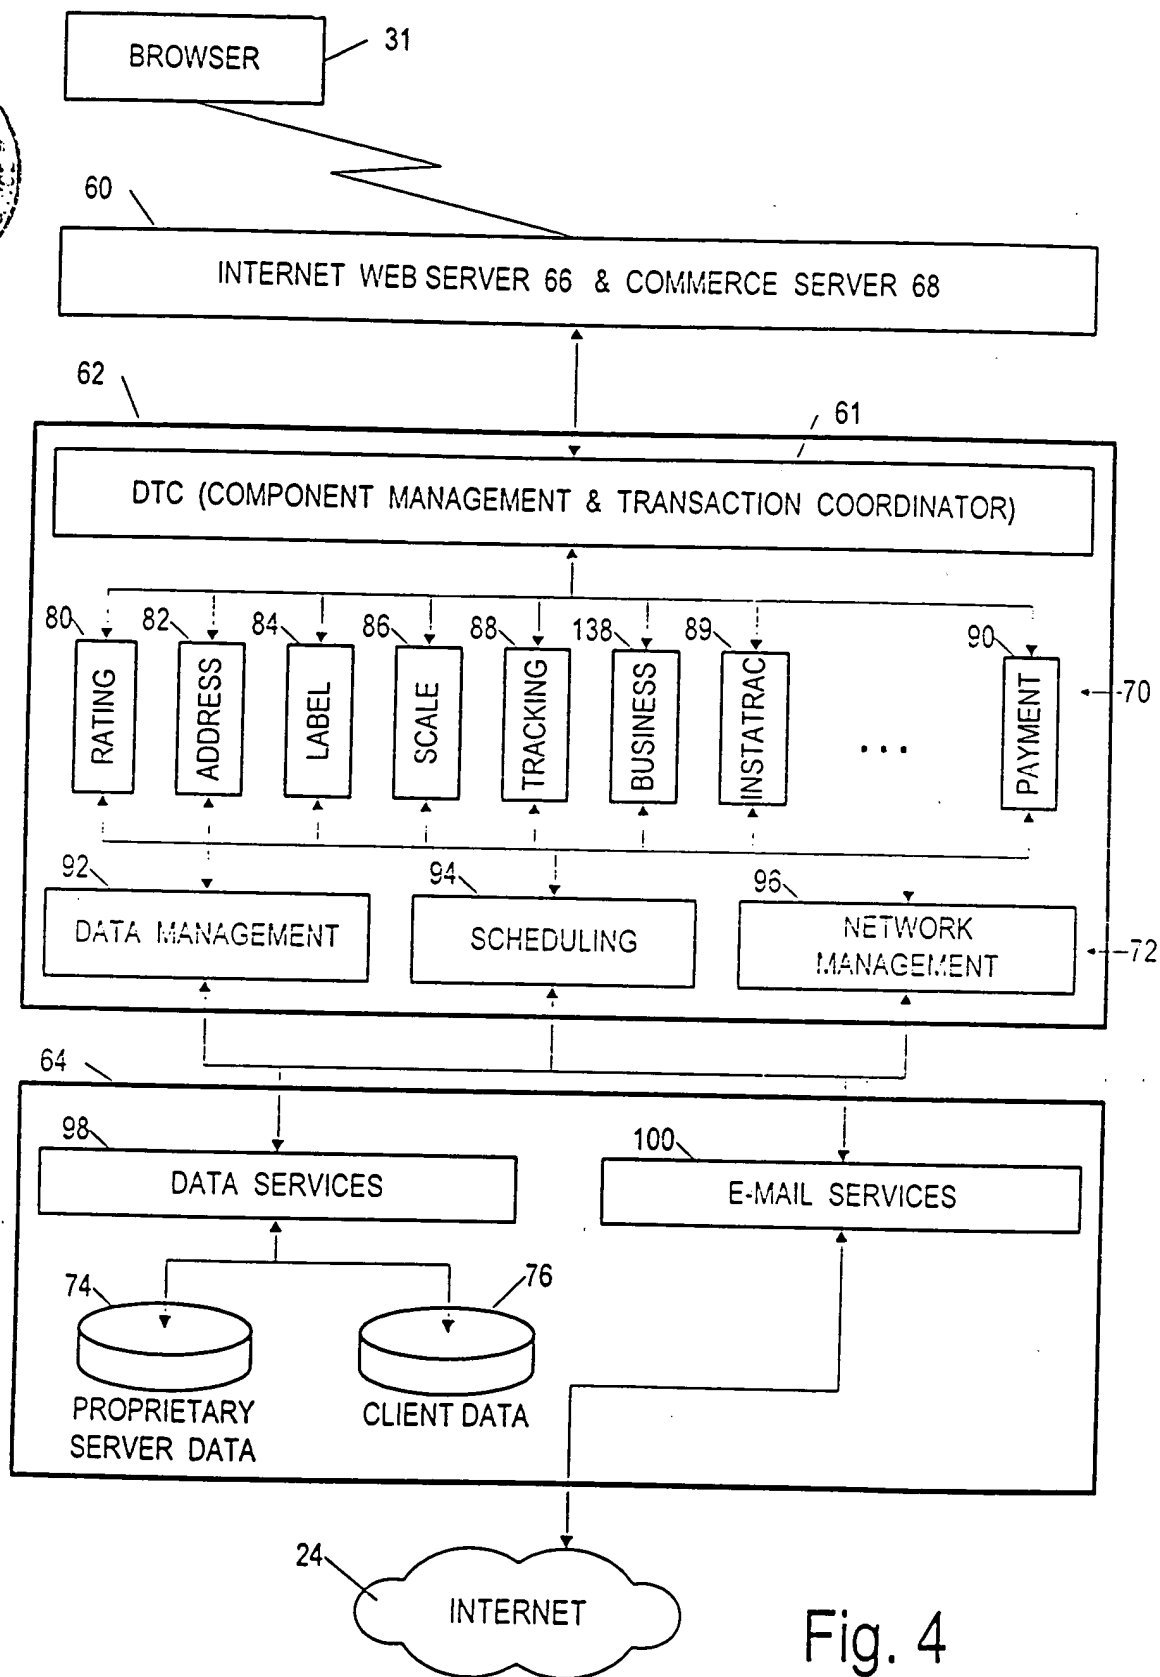 BROWSER
31
60
INTERNET WEB SERVER 66 & COMMERCE SERVER 68
62
61
DTC (COMPONENT MANAGEMENT & TRANSACTION COORDINATOR)
80
82
84
86
88
138
89
90
RATING
ADDRESS
LABEL
SCALE
TRACKING
BUSINESS
INSTATRAC
...
PAYMENT
70
92
94
96
DATA MANAGEMENT
SCHEDULING
NETWORK
MANAGEMENT
72
64
98
100
DATA SERVICES
E-MAIL SERVICES
74
76
PROPRIETARY
SERVER DATA
CLIENT DATA
24
INTERNET
Fig. 4